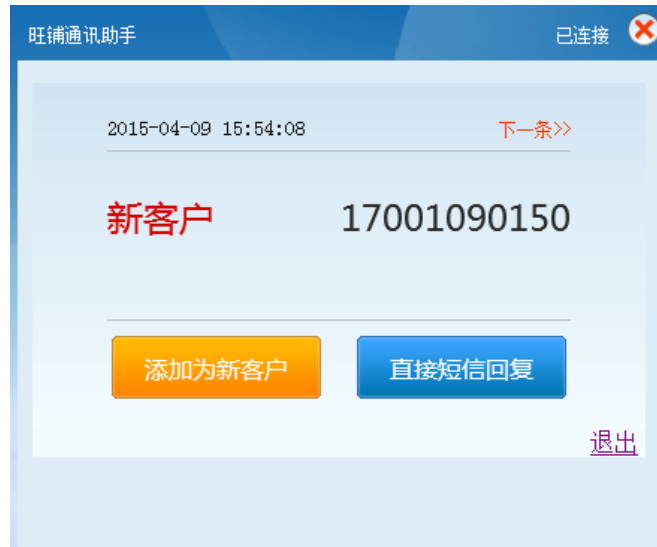 旺铺通讯助手 已连接
2015-04-09 15:54:08 下一条>>
新客户 17001090150
添加为新客户 直接短信回复
退出